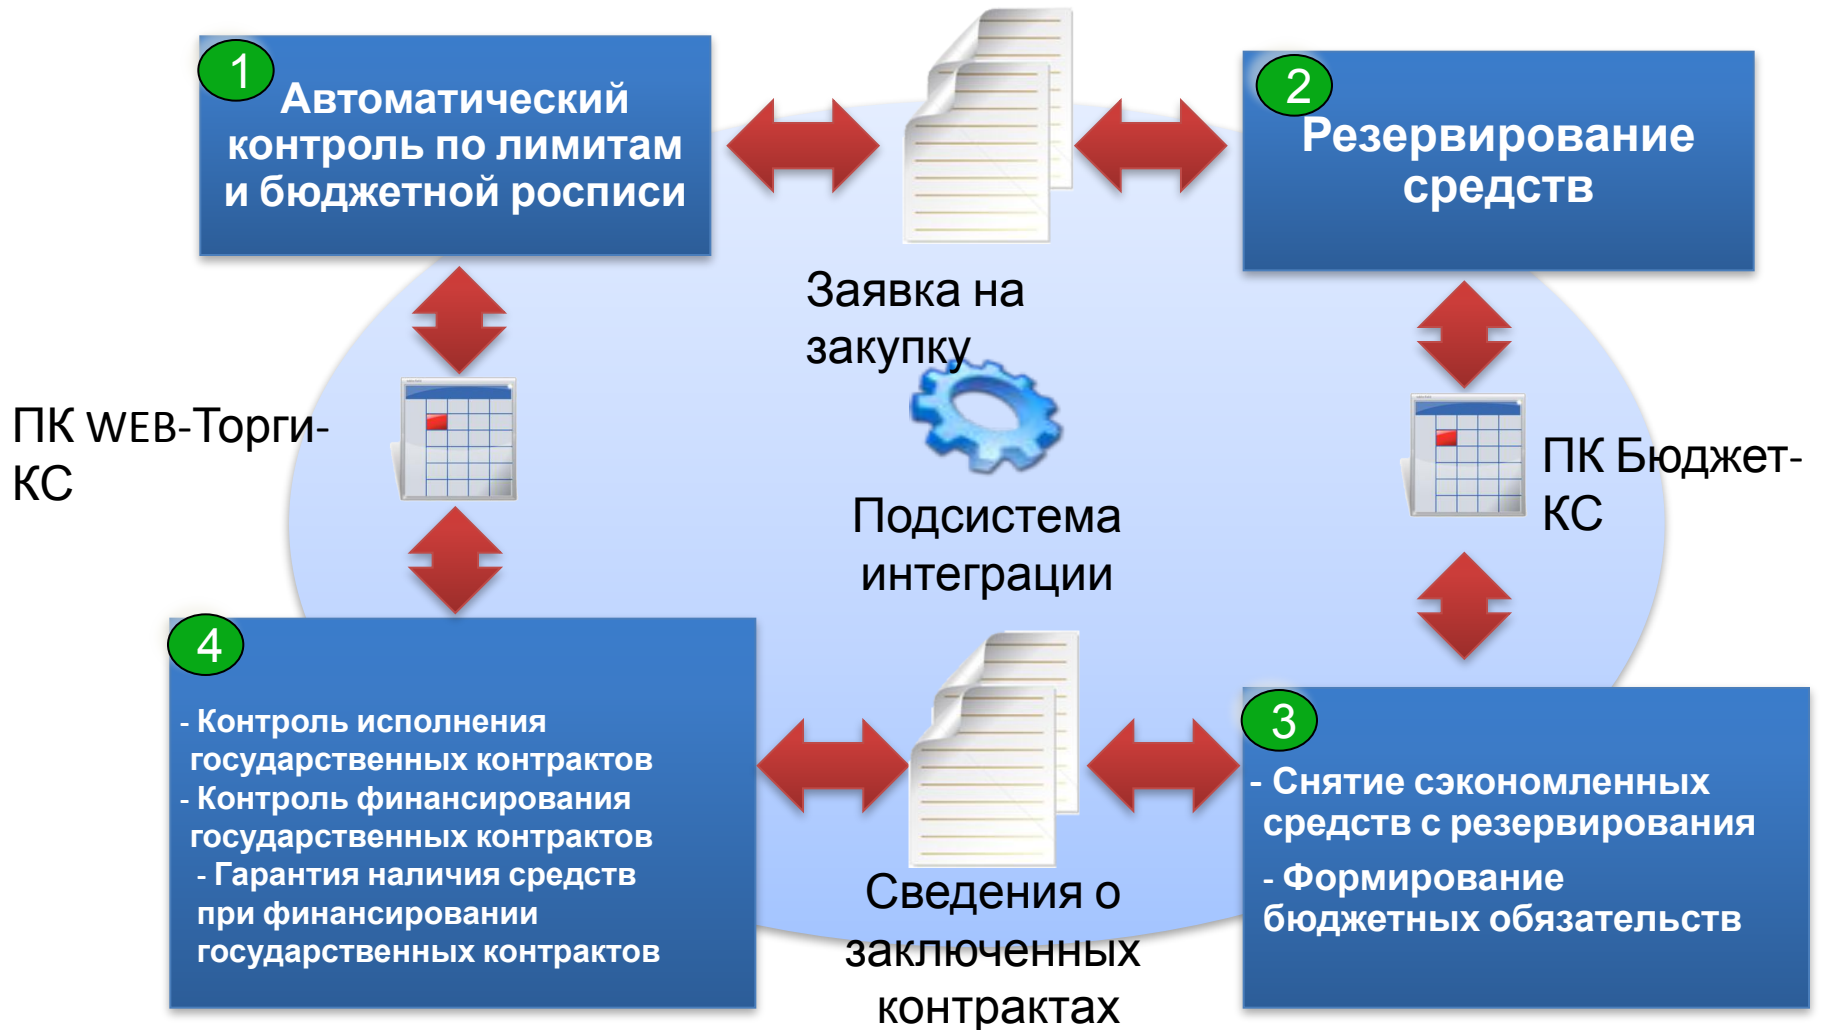 1
Автоматический
контроль по лимитам
и бюджетной росписи
2
Резервирование
средств
Заявка на
закупку
ПК WEB-Торги-
КС
ПК Бюджет-
КС
Подсистема
интеграции
4
- Контроль исполнения
государственных контрактов
- Контроль финансирования
государственных контрактов
- Гарантия наличия средств
при финансировании
государственных контрактов
3
- Снятие сэкономленных
средств с резервирования
- Формирование
бюджетных обязательств
Сведения о
заключенных
контрактах